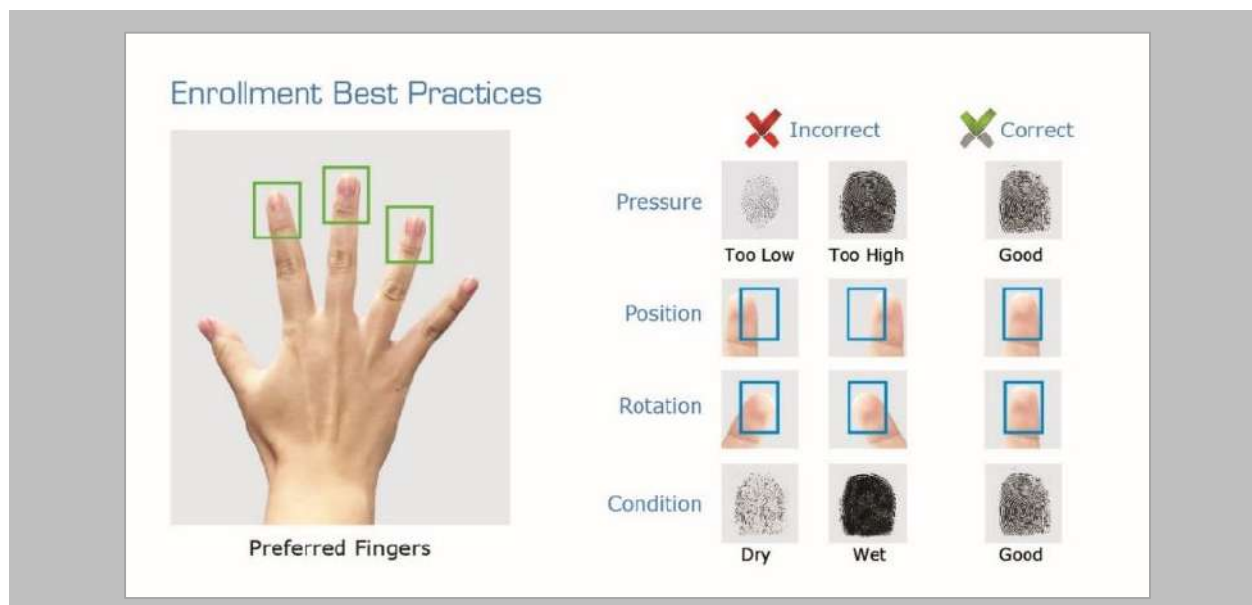 Enrollment Best Practices
Incorrect
Correct
Pressure
Too Low
Too High
Good
Position
Rotation
Condition
Dry
Wet
Good
Preferred Fingers